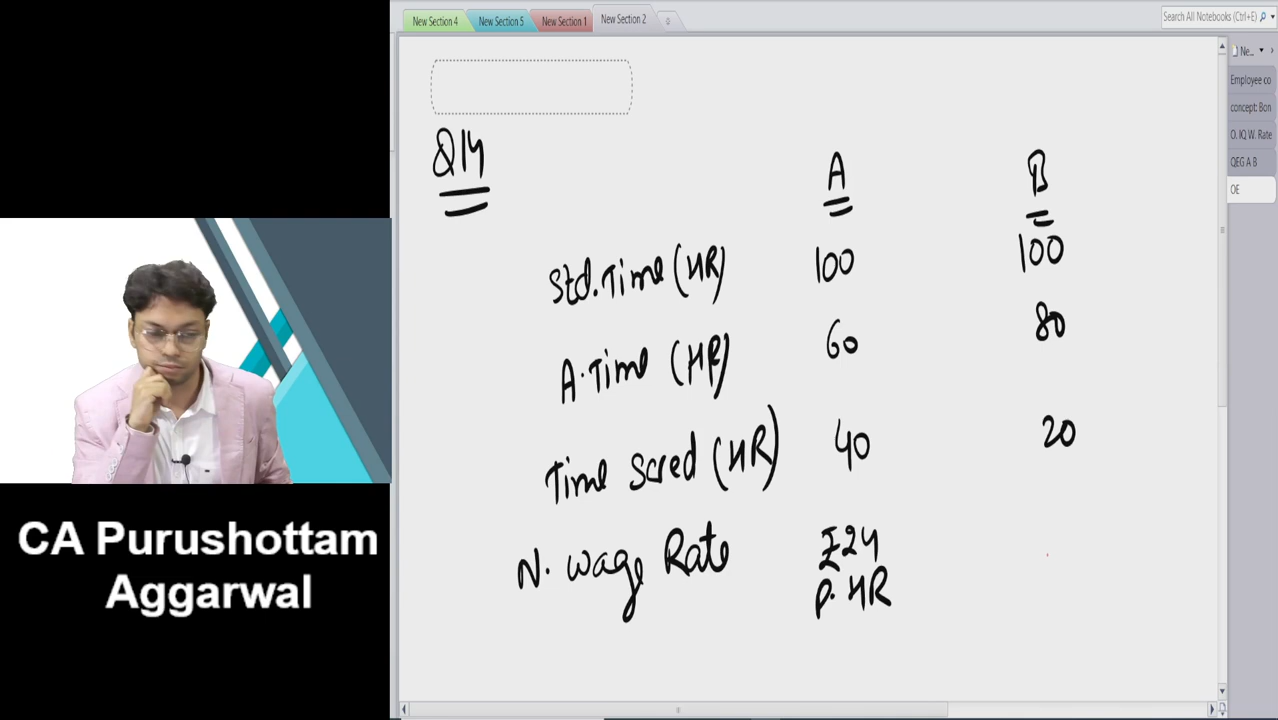 New Section 4 New Section 5 New Section 1 New Section 2
Search All Notebooks (Ctrl+E)
Ne...
Employee co
concept: Bon
O. IQ W. Rate
QEG A B
OE
Q14
A B
Std. Time (HR) 100 100
A. Time (HR) 60 80
Time Saved (HR) 40 20
N. wage Rate ₹24
P. HR
CA Purushottam
Aggarwal